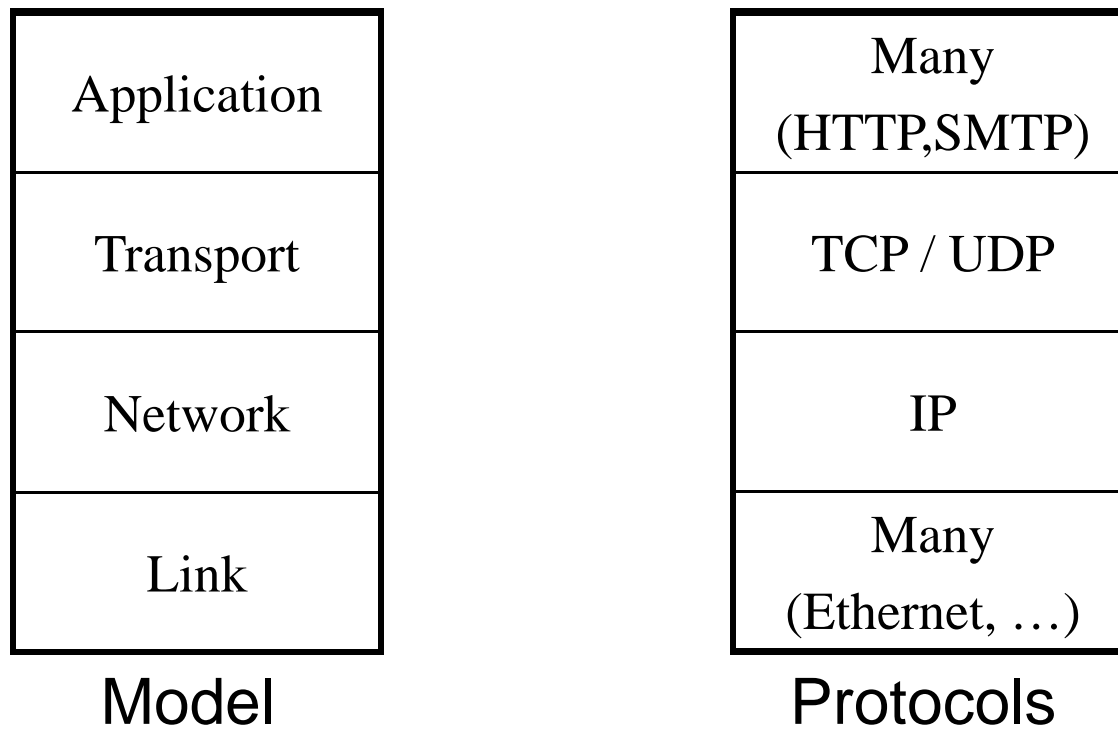 Application
Transport
Network
Link
Model
Many
(HTTP,SMTP)
TCP / UDP
IP
Many
(Ethernet, …)
Protocols